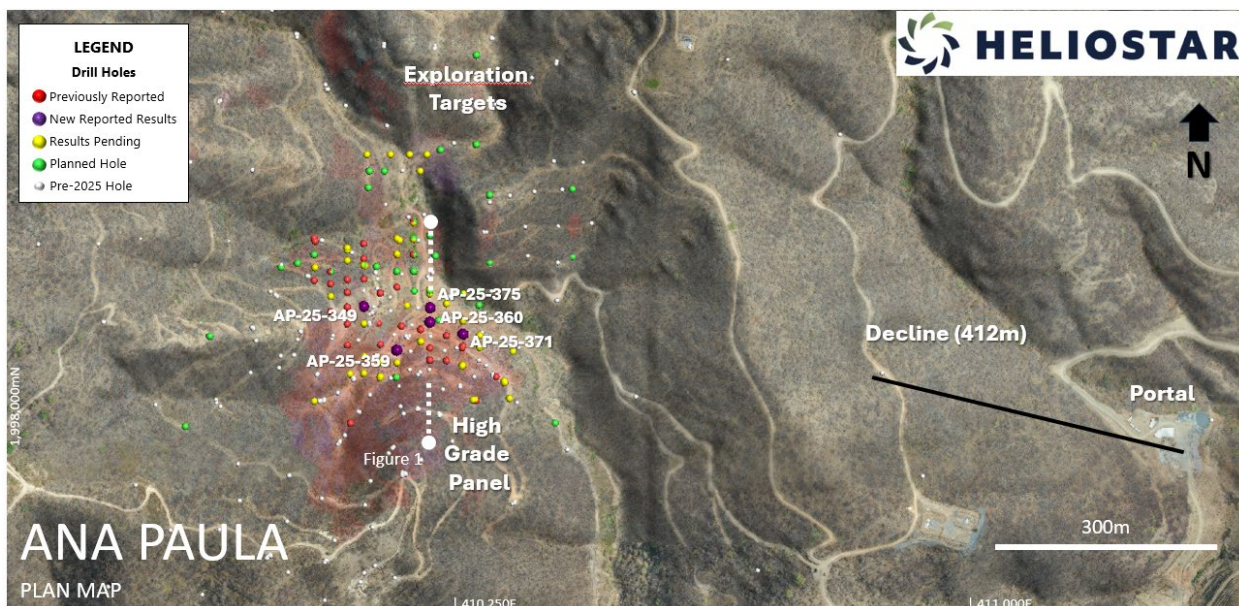 LEGEND
Drill Holes
Previously Reported
New Reported Results
Results Pending
Planned Hole
Pre-2025 Hole
HELIOSTAR
Exploration
Targets
N
AP-25-375
AP-25-349
AP-25-360
AP-25-371
AP-25-359
Decline (412m)
Portal
1,998,000mN
High
Grade
Panel
Figure 1
300m
ANA PAULA
PLAN MAP
410,250E
411,000E